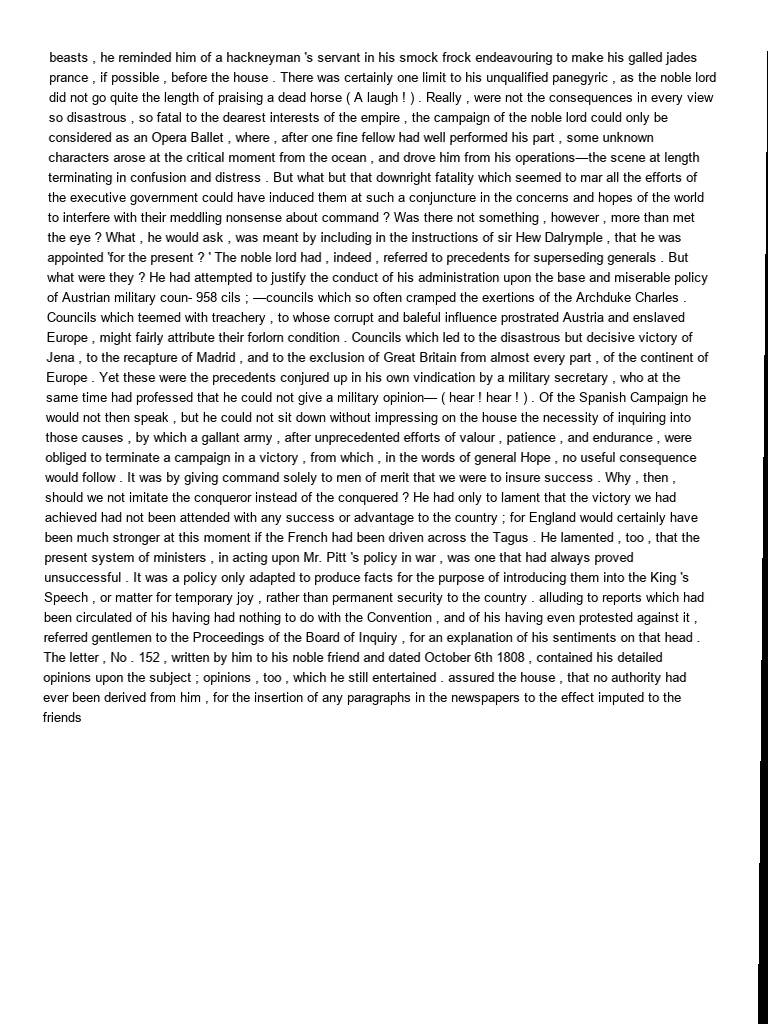 beasts , he reminded him of a hackneyman 's servant in his smock frock endeavouring to make his galled jades
prance , if possible , before the house . There was certainly one limit to his unqualified panegyric , as the noble lord
did not go quite the length of praising a dead horse ( A laugh ! ) . Really , were not the consequences in every view
so disastrous , so fatal to the dearest interests of the empire , the campaign of the noble lord could only be
considered as an Opera Ballet , where , after one fine fellow had well performed his part , some unknown
characters arose at the critical moment from the ocean , and drove him from his operations—the scene at length
terminating in confusion and distress . But what but that downright fatality which seemed to mar all the efforts of
the executive government could have induced them at such a conjuncture in the concerns and hopes of the world
to interfere with their meddling nonsense about command ? Was there not something , however , more than met
the eye ? What , he would ask , was meant by including in the instructions of sir Hew Dalrymple , that he was
appointed 'for the present ? ' The noble lord had , indeed , referred to precedents for superseding generals . But
what were they ? He had attempted to justify the conduct of his administration upon the base and miserable policy
of Austrian military coun- 958 cils ; —councils which so often cramped the exertions of the Archduke Charles .
Councils which teemed with treachery , to whose corrupt and baleful influence prostrated Austria and enslaved
Europe , might fairly attribute their forlorn condition . Councils which led to the disastrous but decisive victory of
Jena , to the recapture of Madrid , and to the exclusion of Great Britain from almost every part , of the continent of
Europe . Yet these were the precedents conjured up in his own vindication by a military secretary , who at the
same time had professed that he could not give a military opinion— ( hear ! hear ! ) . Of the Spanish Campaign he
would not then speak , but he could not sit down without impressing on the house the necessity of inquiring into
those causes , by which a gallant army , after unprecedented efforts of valour , patience , and endurance , were
obliged to terminate a campaign in a victory , from which , in the words of general Hope , no useful consequence
would follow . It was by giving command solely to men of merit that we were to insure success . Why , then ,
should we not imitate the conqueror instead of the conquered ? He had only to lament that the victory we had
achieved had not been attended with any success or advantage to the country ; for England would certainly have
been much stronger at this moment if the French had been driven across the Tagus . He lamented , too , that the
present system of ministers , in acting upon Mr. Pitt 's policy in war , was one that had always proved
unsuccessful . It was a policy only adapted to produce facts for the purpose of introducing them into the King 's
Speech , or matter for temporary joy , rather than permanent security to the country . alluding to reports which had
been circulated of his having had nothing to do with the Convention , and of his having even protested against it ,
referred gentlemen to the Proceedings of the Board of Inquiry , for an explanation of his sentiments on that head .
The letter , No . 152 , written by him to his noble friend and dated October 6th 1808 , contained his detailed
opinions upon the subject ; opinions , too , which he still entertained . assured the house , that no authority had
ever been derived from him , for the insertion of any paragraphs in the newspapers to the effect imputed to the
friends